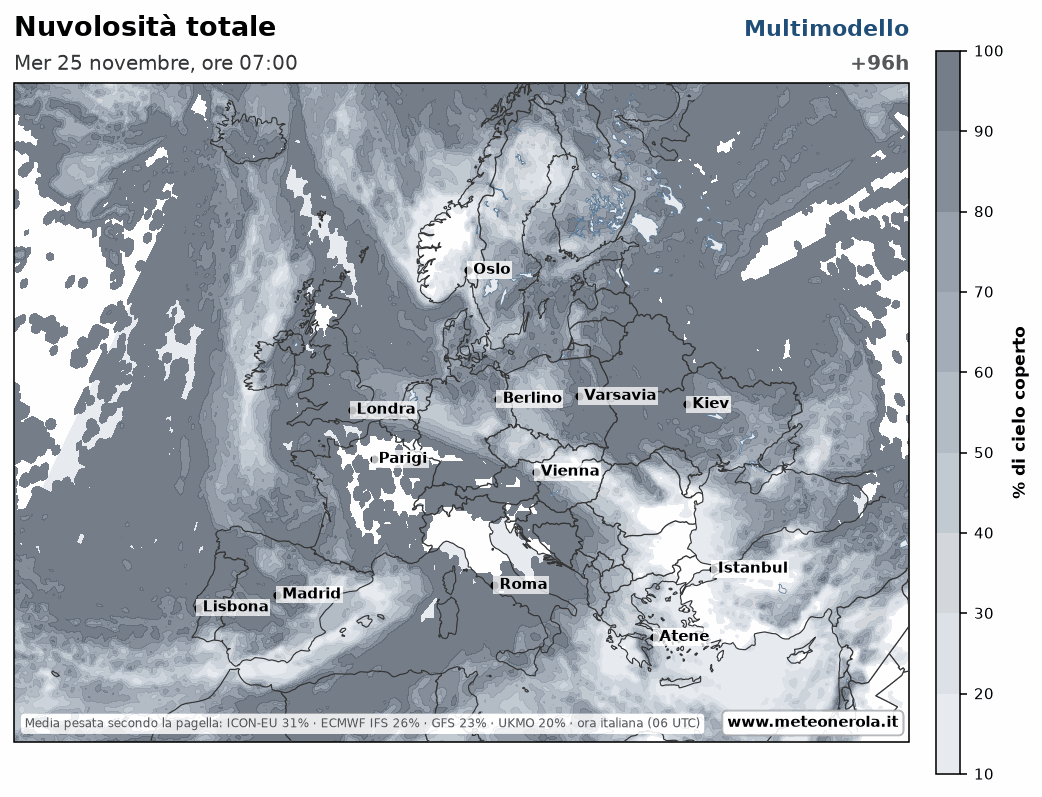 Nuvolosità totale
Multimodello
Mer 25 novembre, ore 07:00
+96h
100
90
80
70
60
50
40
30
20
10
% di cielo coperto
Oslo
Londra
Berlino
Varsavia
Kiev
Parigi
Vienna
Istanbul
Roma
Madrid
Lisbona
Atene
Media pesata secondo la pagella: ICON-EU 31% · ECMWF IFS 26% · GFS 23% · UKMO 20% · ora italiana (06 UTC)
www.meteonerola.it